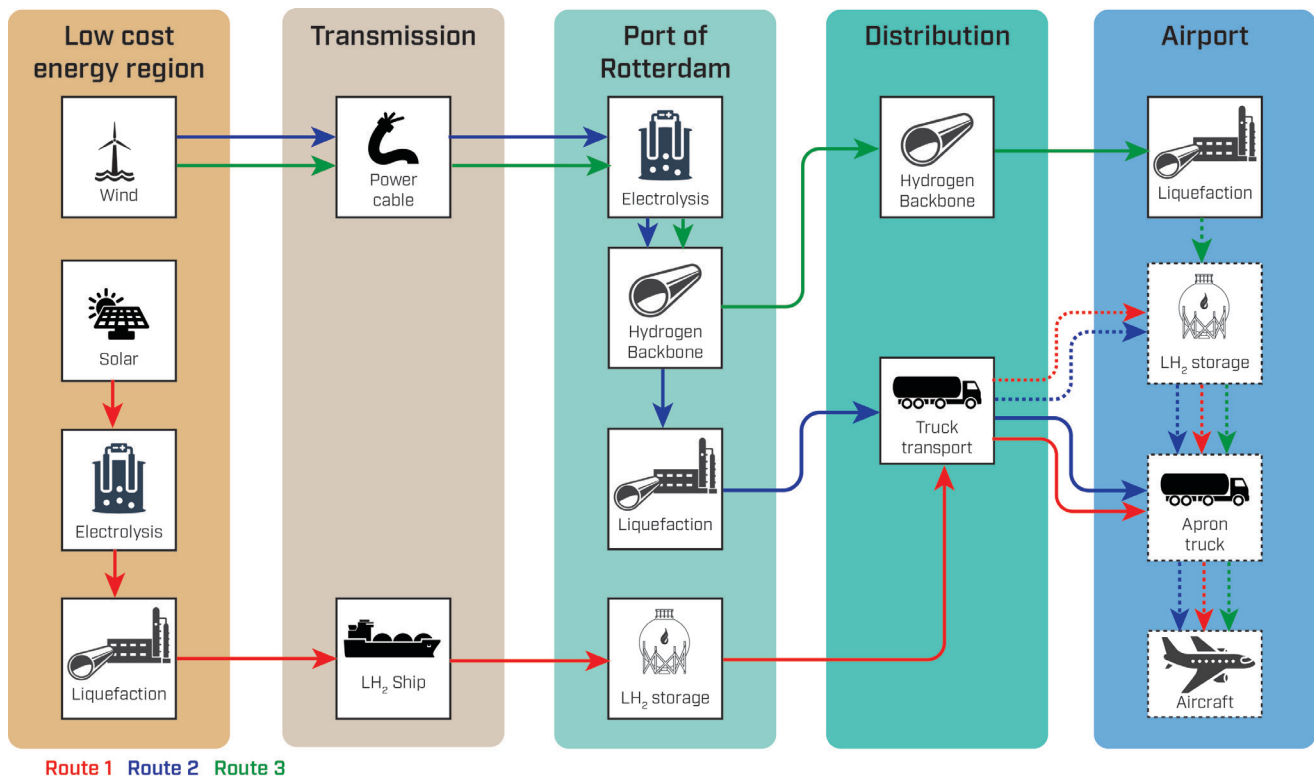 Low cost
energy region
Wind
Solar
Electrolysis
Liquefaction
Transmission
Power
cable
LH₂ Ship
Port of
Rotterdam
Electrolysis
Hydrogen
Backbone
Liquefaction
LH₂ storage
Distribution
Hydrogen
Backbone
Truck
transport
Airport
Liquefaction
LH₂ storage
Apron
truck
Aircraft
Route 1 Route 2 Route 3